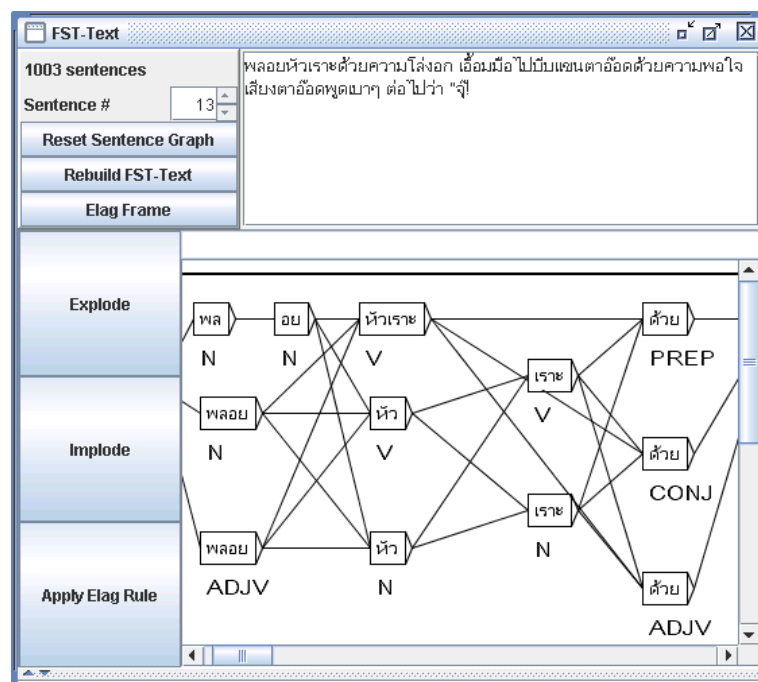 FST-Text
1003 sentences
Sentence # 13
Reset Sentence Graph
Rebuild FST-Text
Elag Frame
พลอยหัวเราะด้วยความโล่งอก เอื้อมมือไปบีบแขนตาอ๊อดด้วยความพอใจ
เสียงตาอ๊อดพูดเบาๆ ต่อไปว่า "จุ๊!
Explode
Implode
Apply Elag Rule
พล อย หัวเราะ ด้วย
N N V PREP
เราะ
V
พลอย หัว ด้วย
N V CONJ
เราะ
N
พลอย หัว ด้วย
ADJV N ADJV